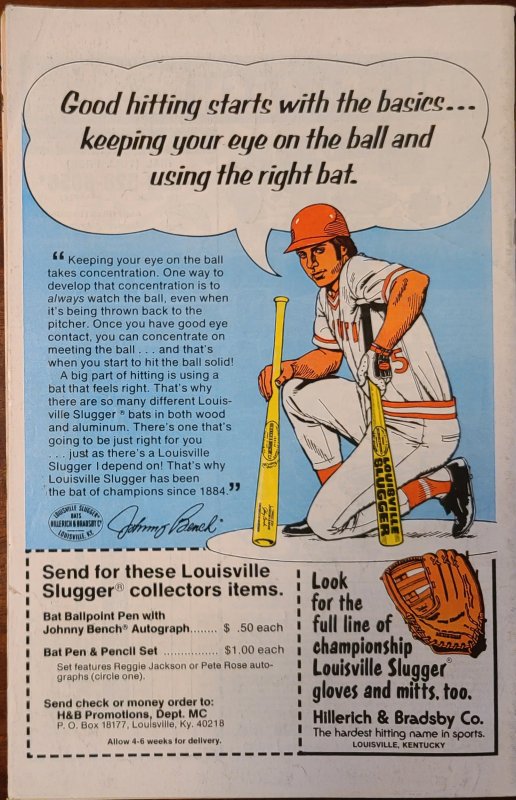 Good hitting starts with the basics...
keeping your eye on the ball and
using the right bat.
“Keeping your eye on the ball
takes concentration. One way to
develop that concentration is to
always watch the ball, even when
it's being thrown back to the
pitcher. Once you have good eye
contact, you can concentrate on
meeting the ball . . . and that's
when you start to hit the ball solid!
A big part of hitting is using a
bat that feels right. That's why
there are so many different Louis-
ville Slugger® bats in both wood
and aluminum. There's one that's
going to be just right for you
. . . just as there's a Louisville
Slugger I depend on! That's why
Louisville Slugger has been
the bat of champions since 1884.”
LOUISVILLE SLUGGER®
BATS
HILLERICH & BRADSBY Cº
LOUISVILLE, KY.
Johnny Bench
5
LOUISVILLE
SLUGGER
Send for these Louisville
Slugger® collectors items.
Bat Ballpoint Pen with
Johnny Bench® Autograph....... $ .50 each
Bat Pen & Pencil Set .............. $1.00 each
Set features Reggie Jackson or Pete Rose auto-
graphs (circle one).
Send check or money order to:
H&B Promotions, Dept. MC
P. O. Box 18177, Louisville, Ky. 40218
Allow 4-6 weeks for delivery.
Look
for the
full line of
championship
Louisville Slugger®
gloves and mitts, too.
Hillerich & Bradsby Co.
The hardest hitting name in sports.
LOUISVILLE, KENTUCKY